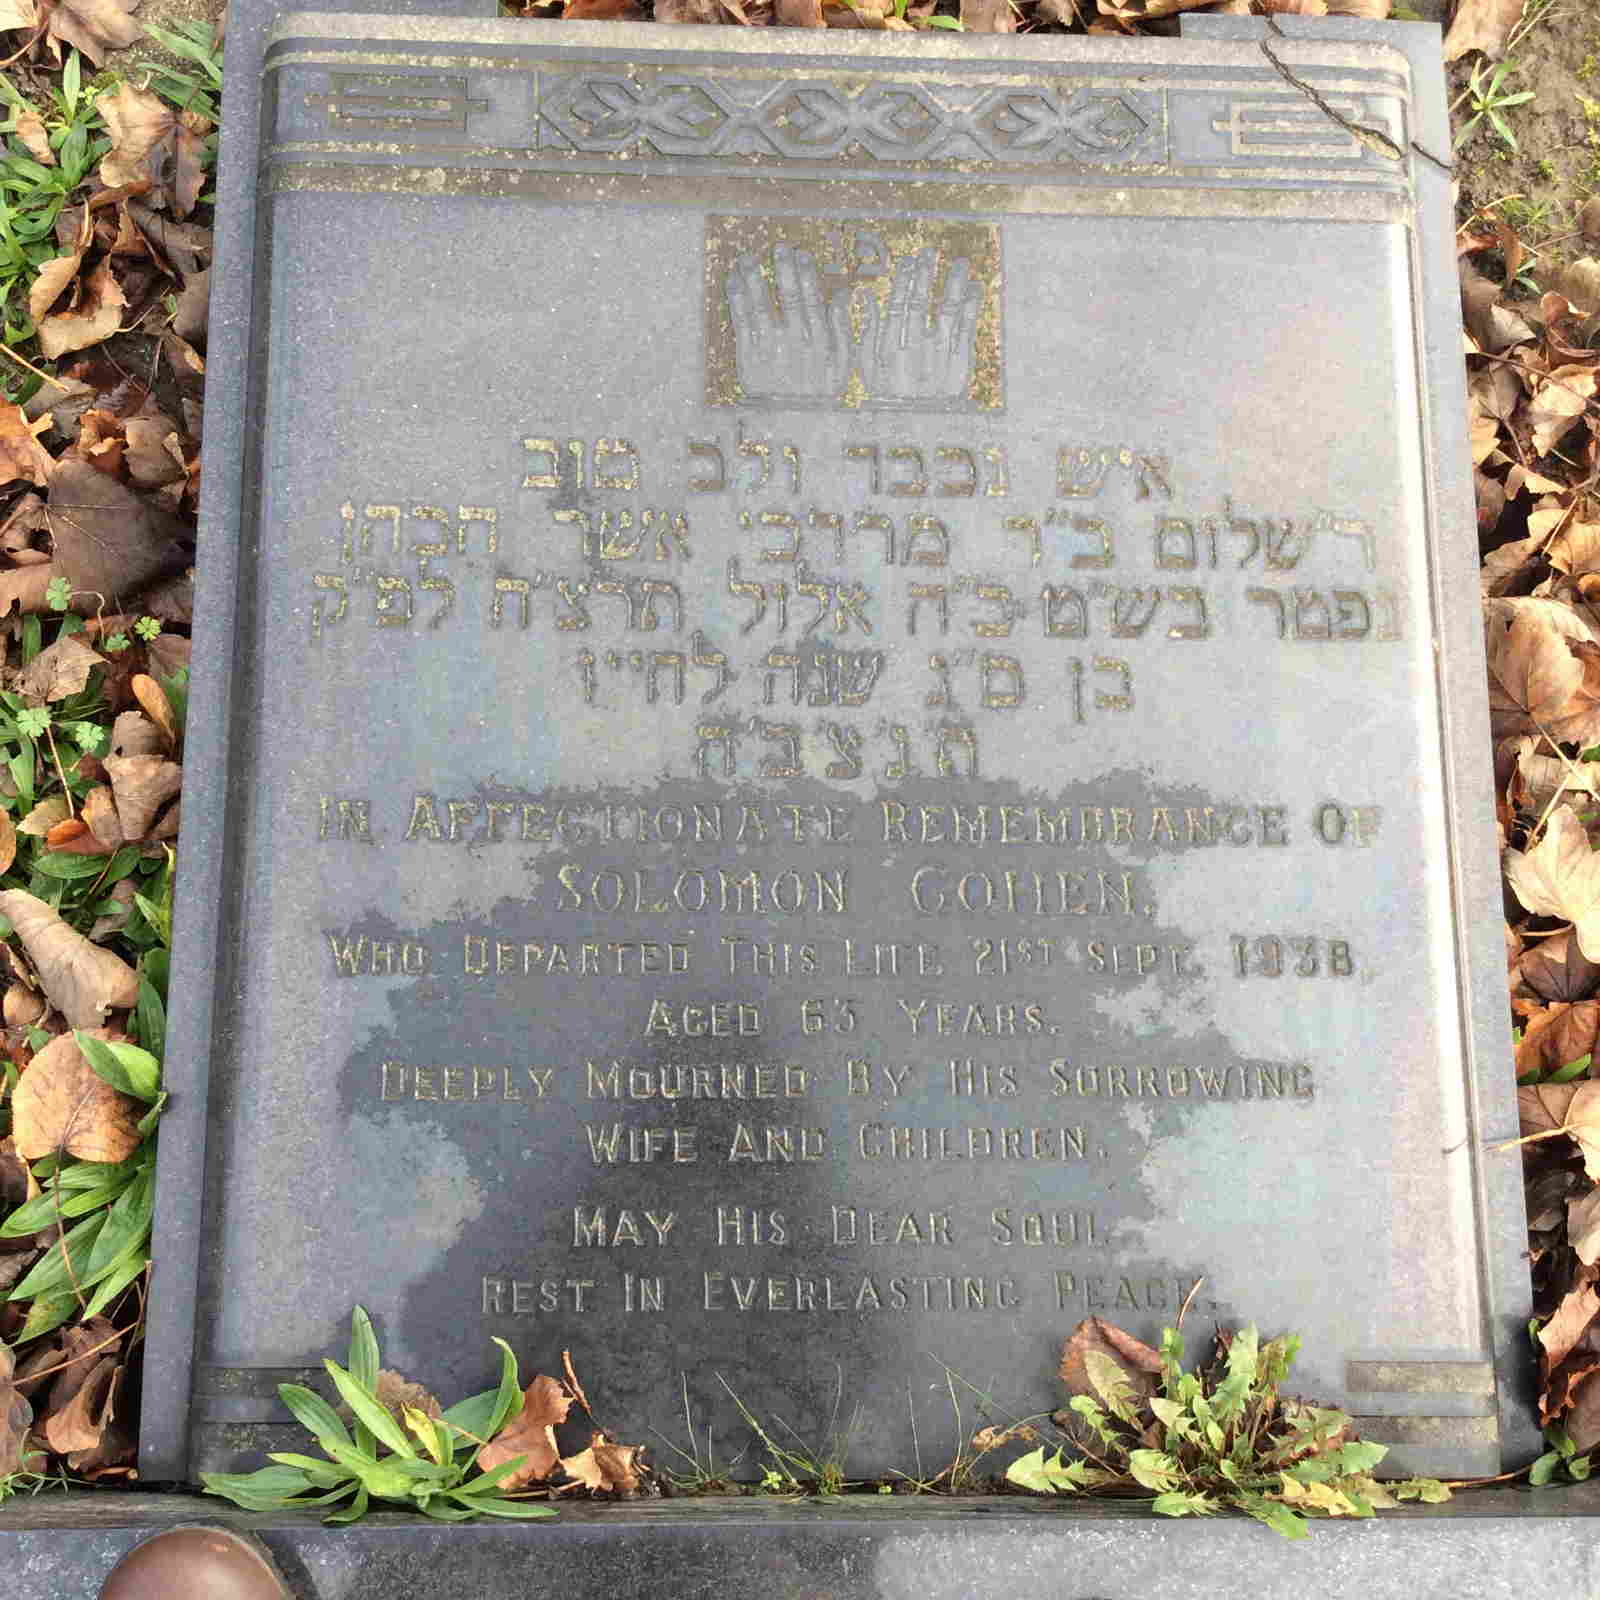 פנ
איש נכבד ולב טוב
ר׳ שלום ב״ר מרדכי אשר הכהן
נפטר בש״ט כ״ה אלול תרצ״ח לפ״ק
בן ס״ג שנה לחייו
ת׳נ׳צ׳ב׳ה
IN AFFECTIONATE REMEMBRANCE OF
SOLOMON COHEN.
WHO DEPARTED THIS LIFE 21ST SEPT. 1938.
AGED 63 YEARS.
DEEPLY MOURNED BY HIS SORROWING
WIFE AND CHILDREN.
MAY HIS DEAR SOUL
REST IN EVERLASTING PEACE.